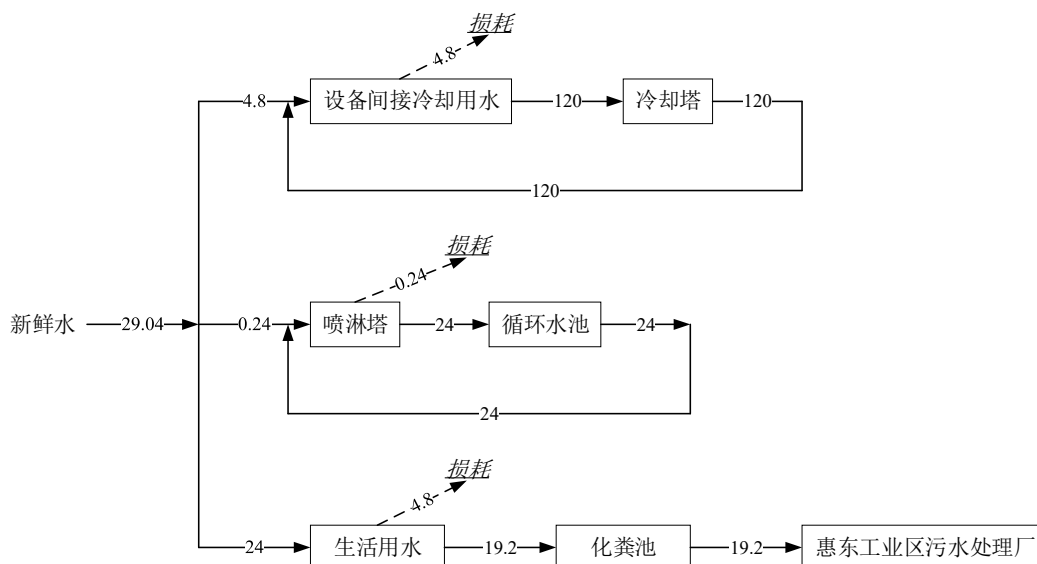 损耗
4.8
4.8
设备间接冷却用水
120
冷却塔
120
120
损耗
0.24
新鲜水
29.04
0.24
喷淋塔
24
循环水池
24
24
损耗
4.8
24
生活用水
19.2
化粪池
19.2
惠东工业区污水处理厂